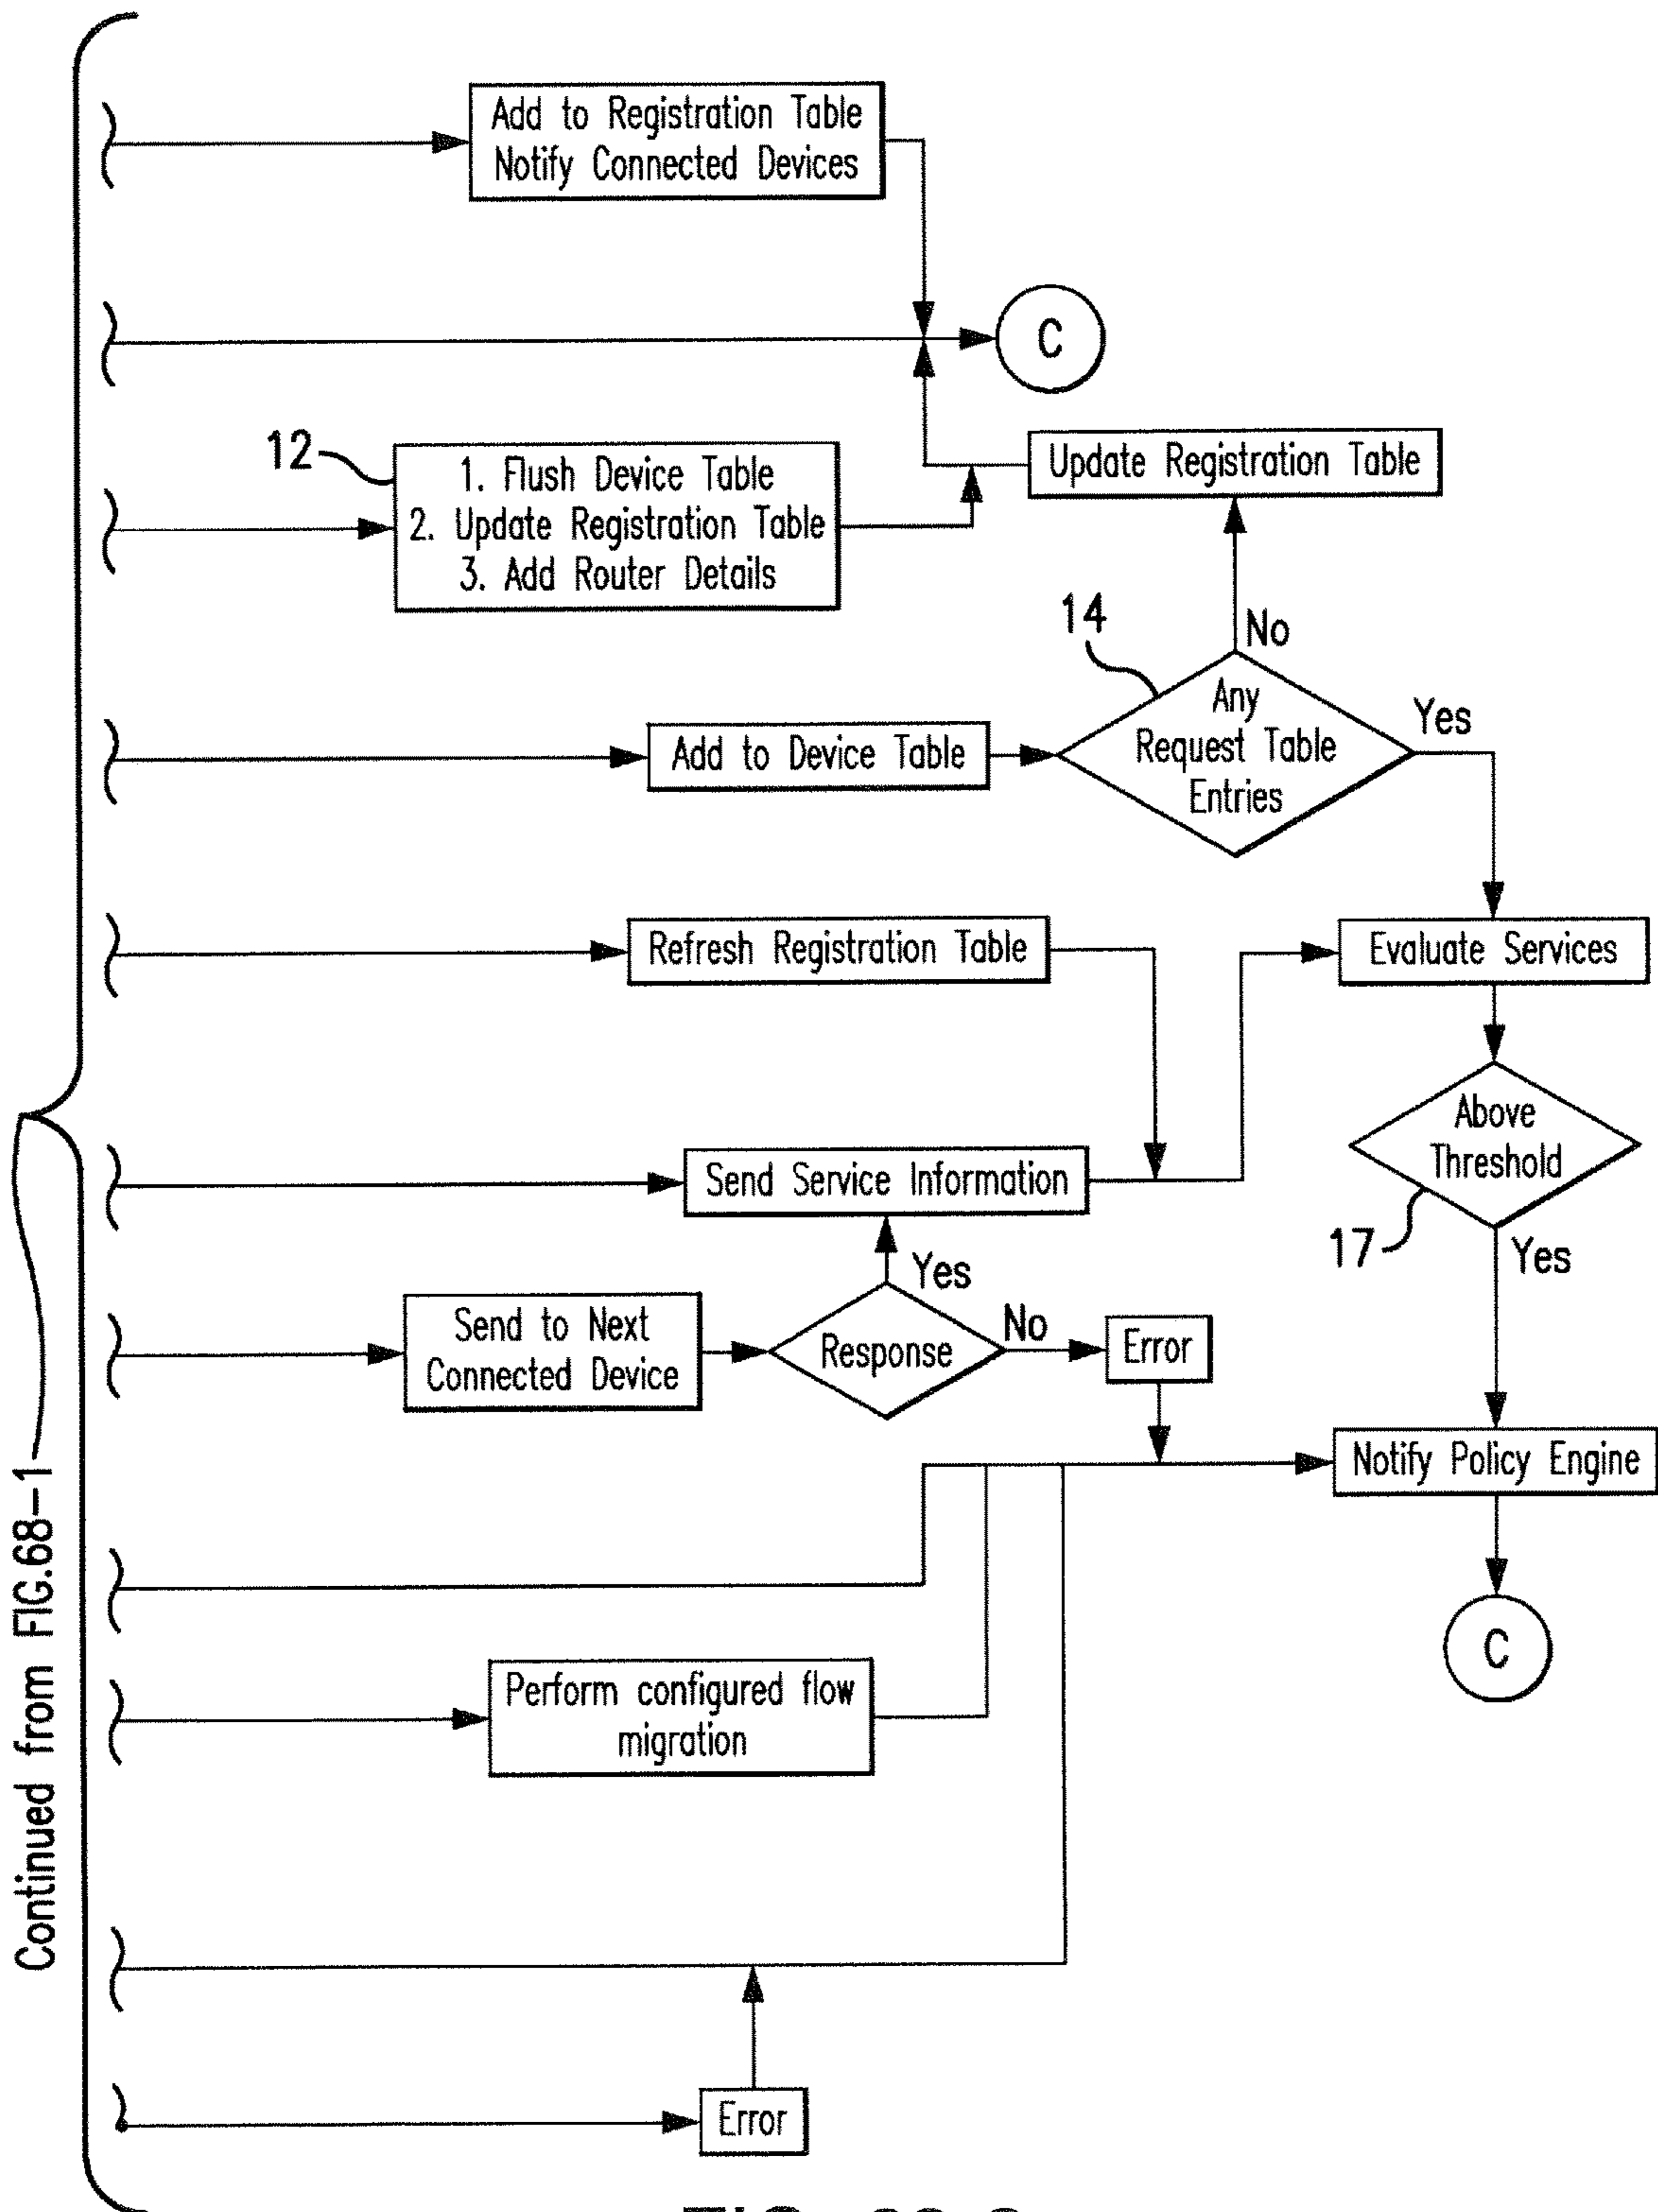 Add to Registration Table
Notify Connected Devices
C
12
1. Flush Device Table
2. Update Registration Table
3. Add Router Details
Update Registration Table
14
No
Any
Request Table
Entries
Yes
Add to Device Table
Refresh Registration Table
Evaluate Services
Above
Threshold
17
Yes
Send Service Information
Yes
Send to Next
Connected Device
Response
No
Error
Notify Policy Engine
C
Perform configured flow
migration
Error
Continued from FIG.68-1